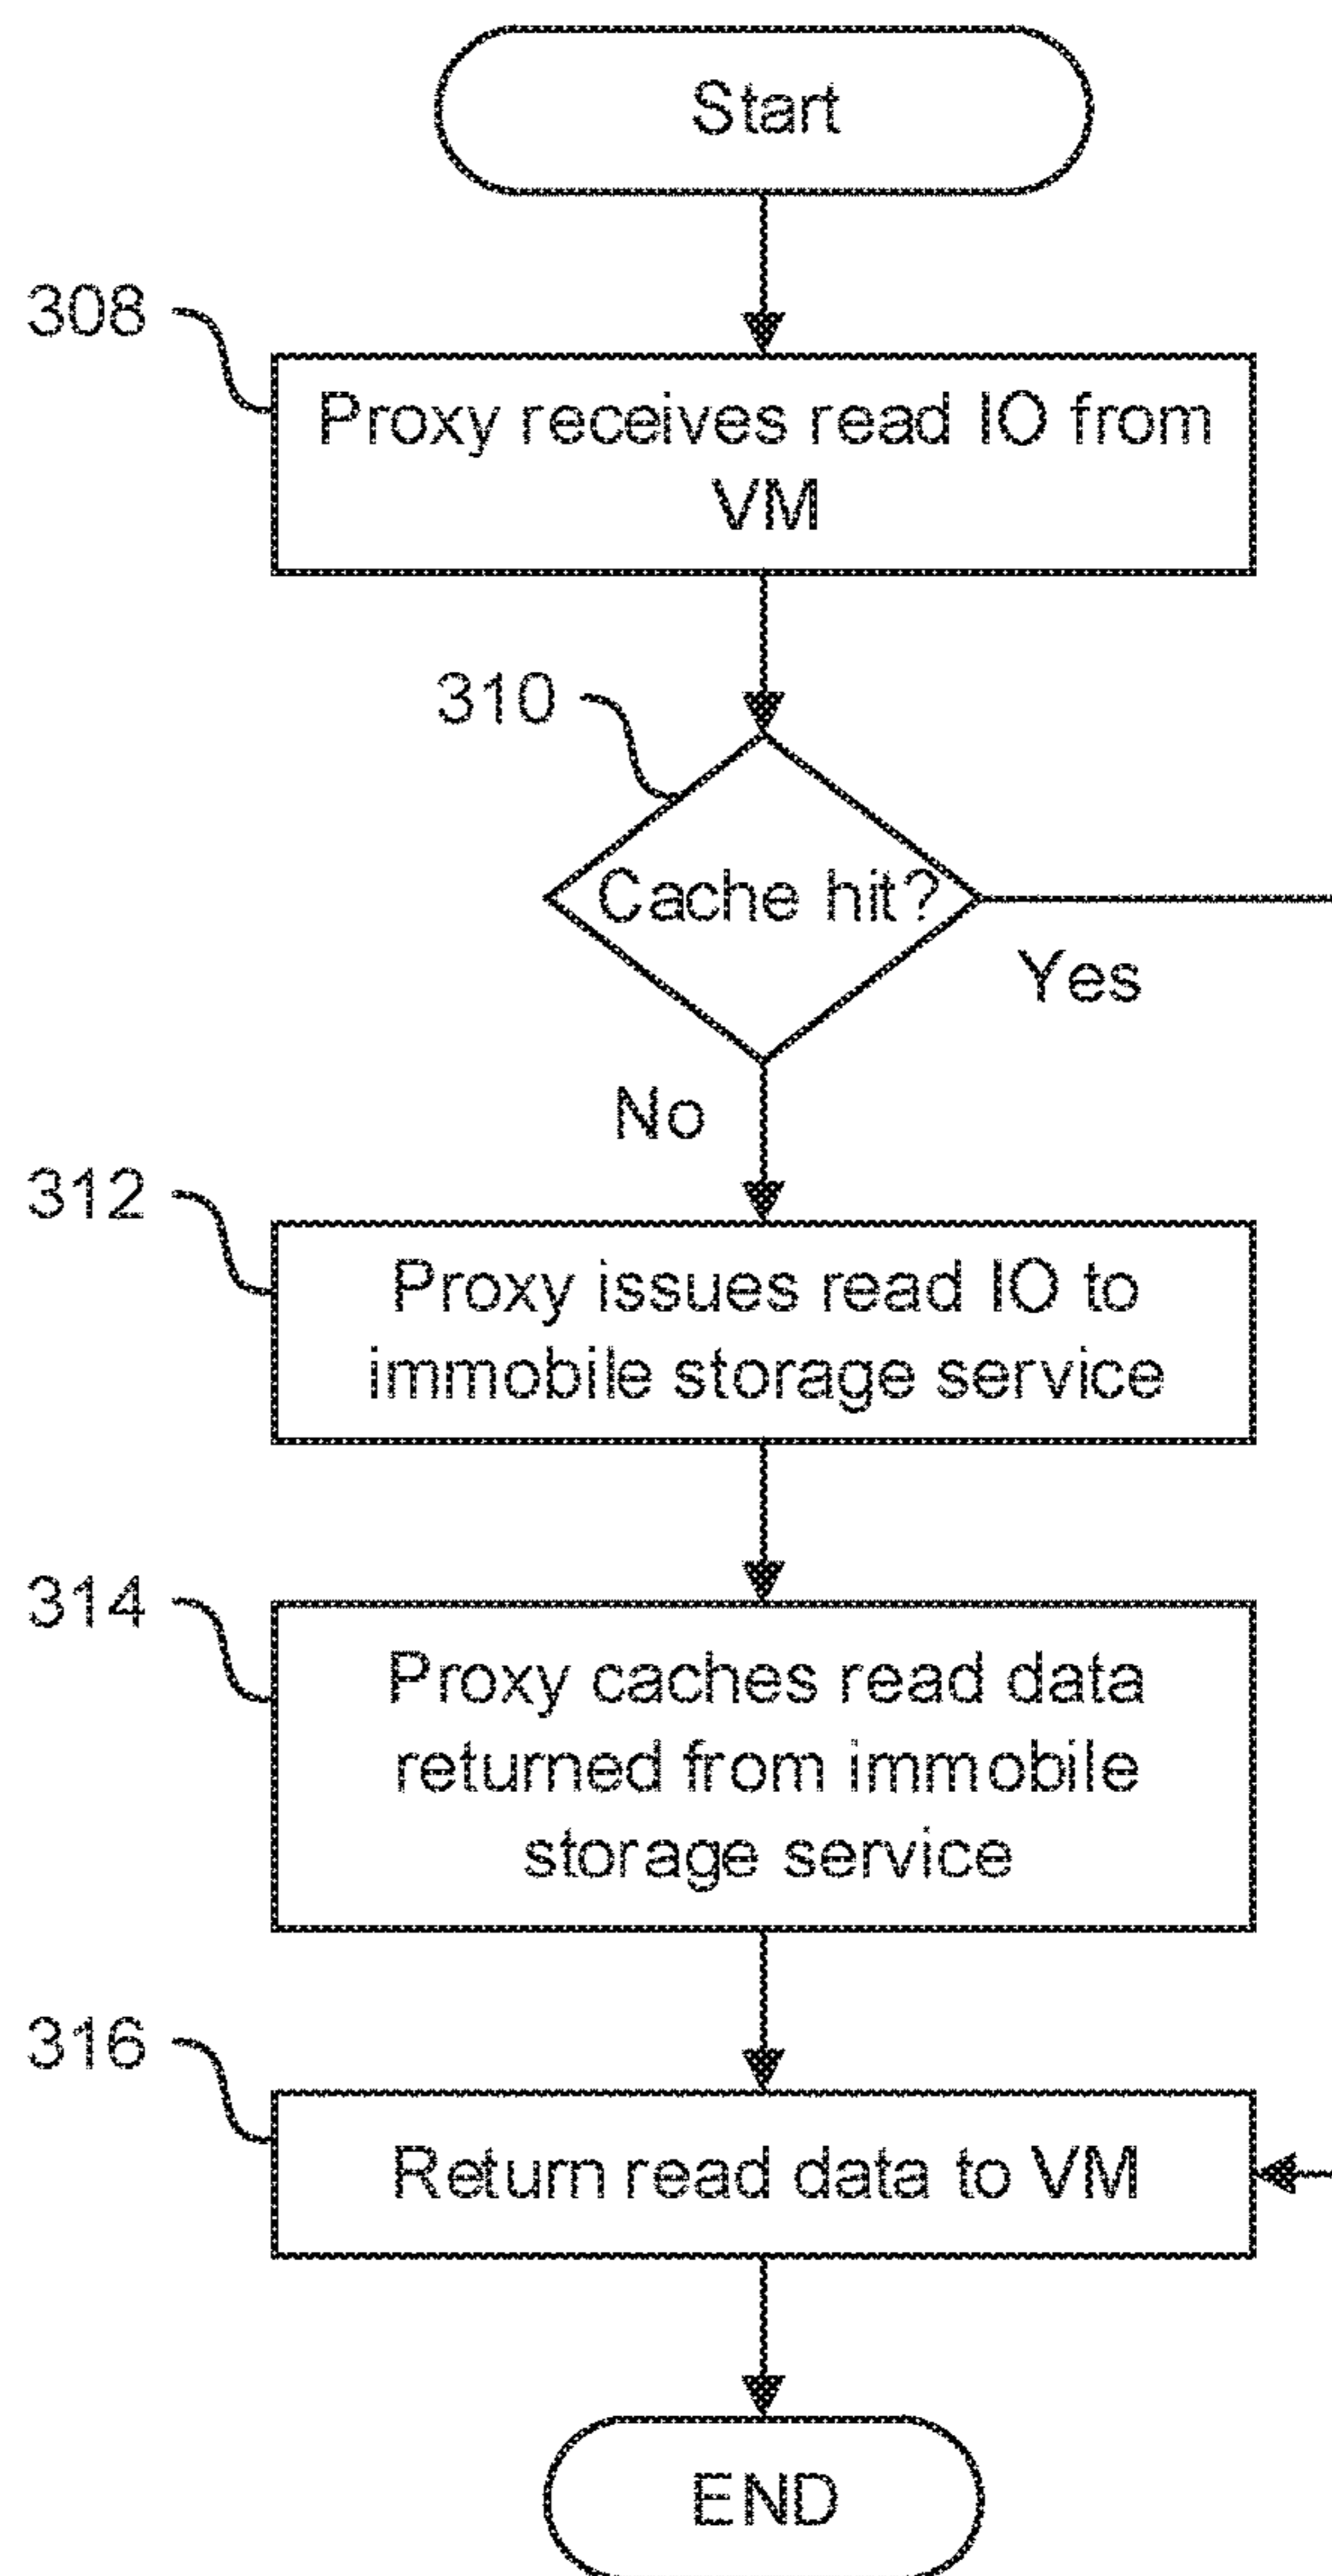 Start
308
Proxy receives read IO from
VM
310
Cache hit?
Yes
No
312
Proxy issues read IO to
immobile storage service
314
Proxy caches read data
returned from immobile
storage service
316
Return read data to VM
END